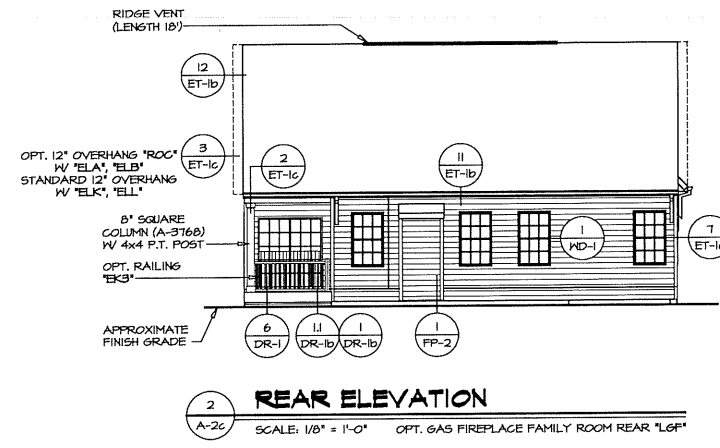 RIDGE VENT
(LENGTH 18')
12
ET-1b
3
ET-1c
OPT. 12" OVERHANG "ROC"
W/ "ELA", "ELB"
STANDARD 12" OVERHANG
W/ "ELK", "ELL"
2
ET-1c
11
ET-1b
8" SQUARE
COLUMN (A-3768)
W/ 4x4 P.T. POST
1
WD-1
7
ET-1c
OPT. RAILING
"EK3"
APPROXIMATE
FINISH GRADE
6
DR-1
1.1
DR-1b
1
DR-1b
1
FP-2
2
A-2c
REAR ELEVATION
SCALE: 1/8" = 1'-0" OPT. GAS FIREPLACE FAMILY ROOM REAR "LGF"